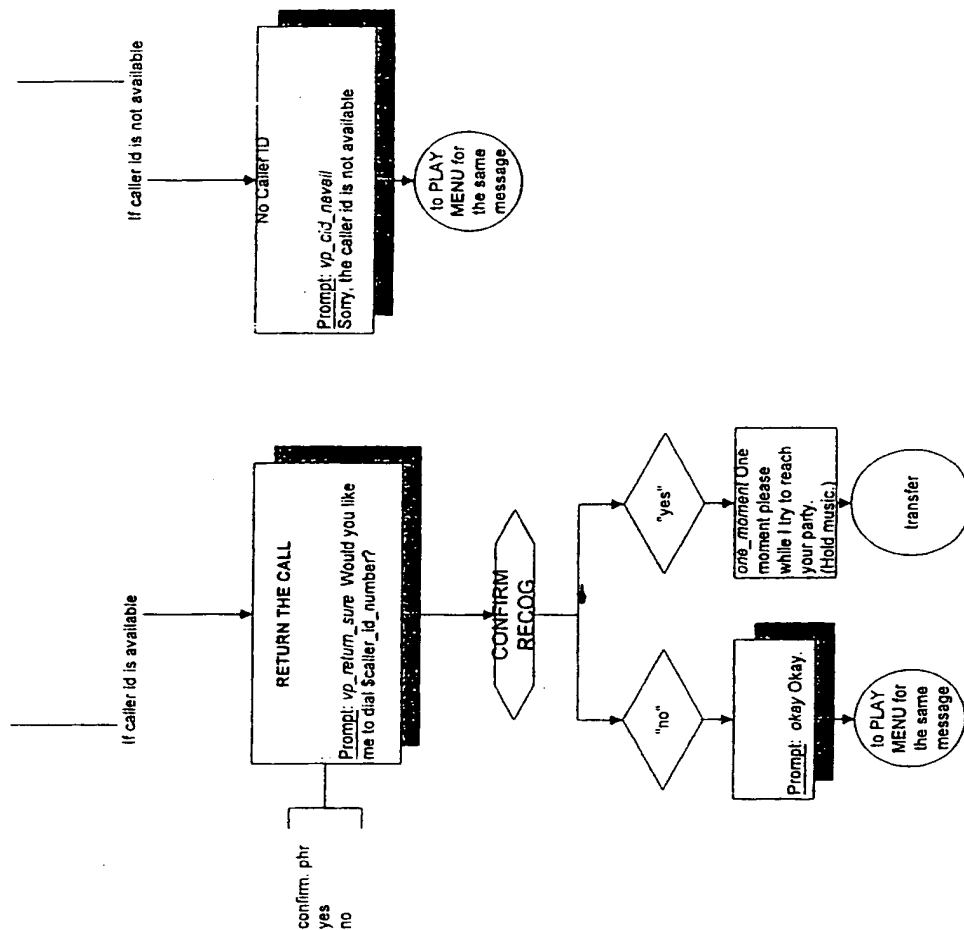 If caller id is available
RETURN THE CALL
Prompt: vp_return_sure Would you like
me to dial $caller_id_number?
confirm. phr
yes
no
CONFIRM
RECOG
"no"
"yes"
Prompt: okay Okay.
to PLAY
MENU for
the same
message
one_moment One
moment please
while I try to reach
your party.
(Hold music.)
transfer
If caller id is not available
No Caller ID
Prompt: vp_cid_navail
Sorry, the caller id is not available
to PLAY
MENU for
the same
message